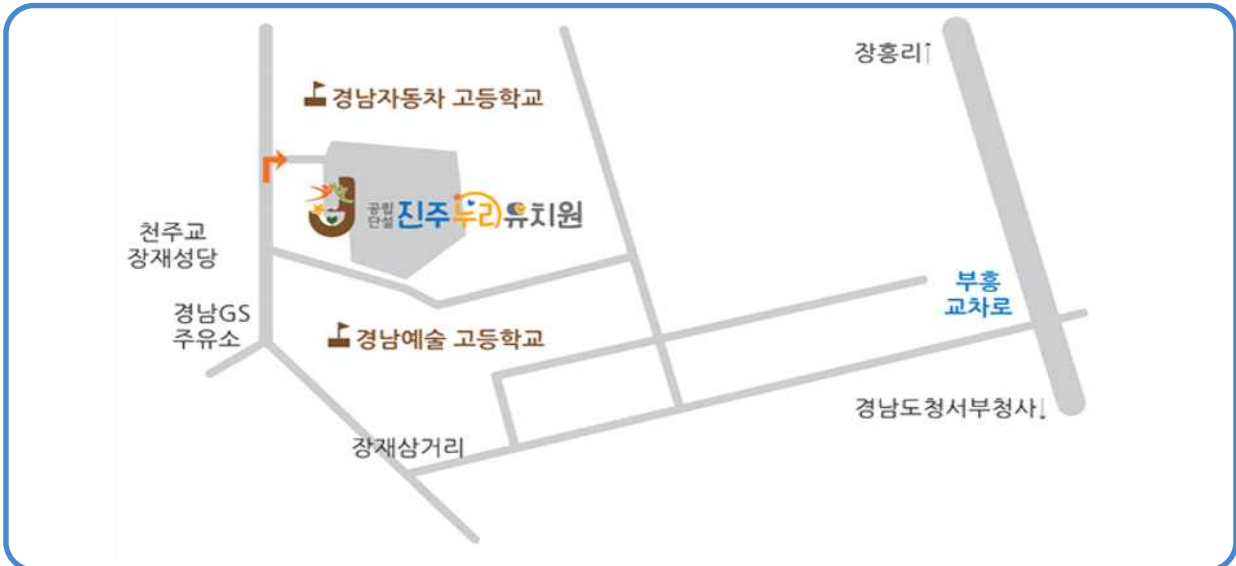 장흥리↑
경남자동차 고등학교
공립
단설 진주누리유치원
천주교
장재성당
부흥
교차로
경남GS
주유소
경남예술 고등학교
경남도청서부청사↓
장재삼거리